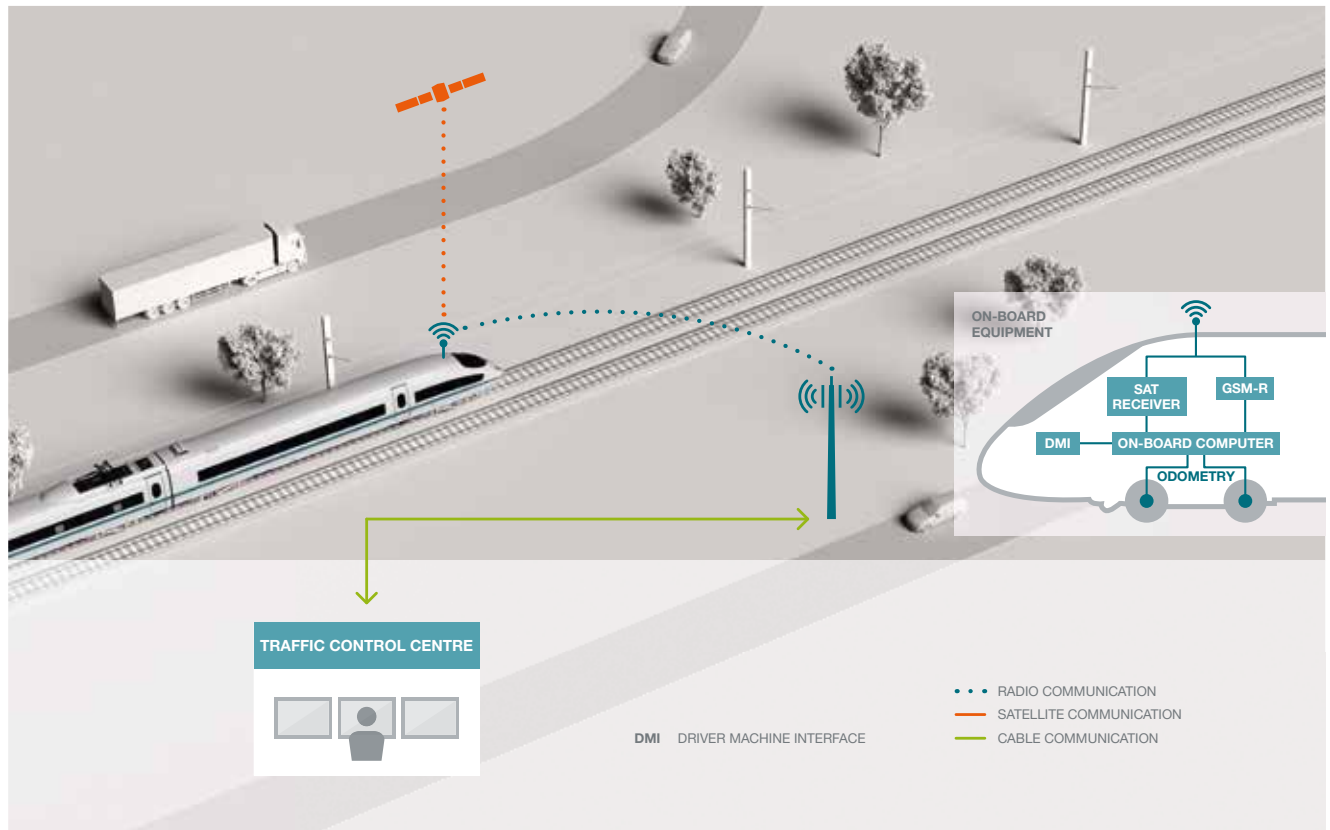 ON-BOARD
EQUIPMENT
SAT
RECEIVER
GSM-R
DMI
ON-BOARD COMPUTER
ODOMETRY
TRAFFIC CONTROL CENTRE
RADIO COMMUNICATION
SATELLITE COMMUNICATION
DMI DRIVER MACHINE INTERFACE
CABLE COMMUNICATION